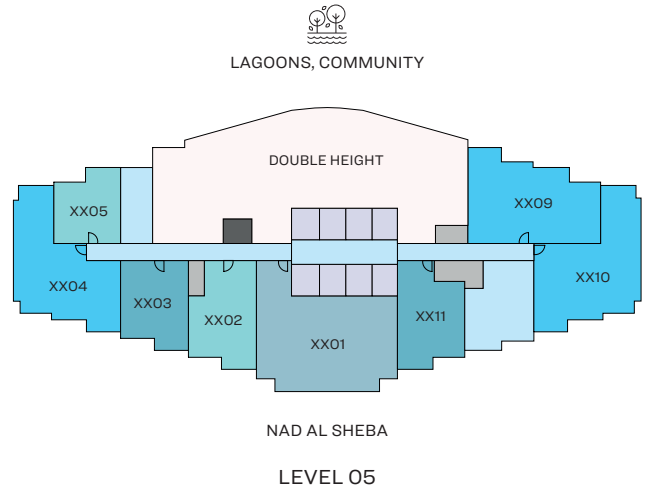 LAGOONS, COMMUNITY
DOUBLE HEIGHT
XX05
XX09
XX04
XX10
XX03
XX02
XX11
XX01
NAD AL SHEBA
LEVEL 05